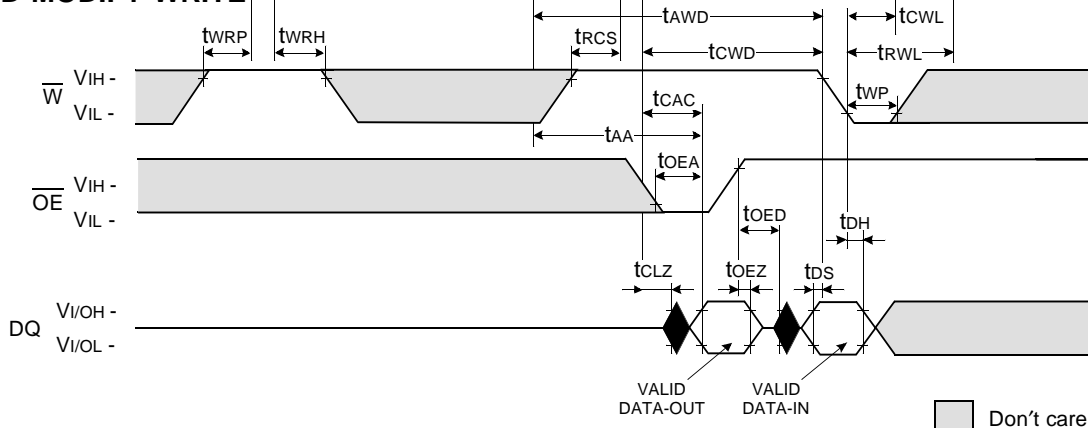 D-MODIFY-WRITE
tAWD
tCWL
tWRP
tWRH
tRCS
tCWD
tRWL
W
VIH -
VIL -
tWP
tCAC
tAA
tOEA
OE
VIH -
VIL -
tOED
tDH
tCLZ
tOEZ
tDS
DQ
VI/OH -
VI/OL -
VALID
DATA-OUT
VALID
DATA-IN
Don't care